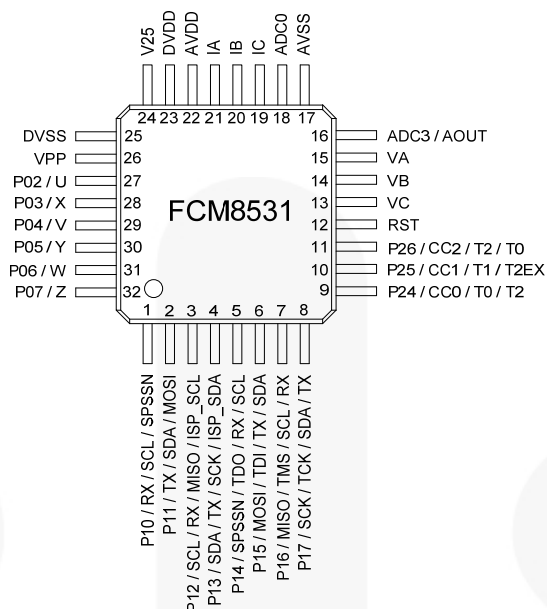 V25
DVDD
AVDD
IA
IB
IC
ADC0
AVSS
24 23 22 21 20 19 18 17
DVSS 25
VPP 26
P02 / U 27
P03 / X 28
P04 / V 29
P05 / Y 30
P06 / W 31
P07 / Z 32
FCM8531
16 ADC3 / AOUT
15 VA
14 VB
13 VC
12 RST
11 P26 / CC2 / T2 / T0
10 P25 / CC1 / T1 / T2EX
9 P24 / CC0 / T0 / T2
1 2 3 4 5 6 7 8
P10 / RX / SCL / SPSSN
P11 / TX / SDA / MOSI
P12 / SCL / RX / MISO / ISP_SCL
P13 / SDA / TX / SCK / ISP_SDA
P14 / SPSSN / TDO / RX / SCL
P15 / MOSI / TDI / TX / SDA
P16 / MISO / TMS / SCL / RX
P17 / SCK / TCK / SDA / TX